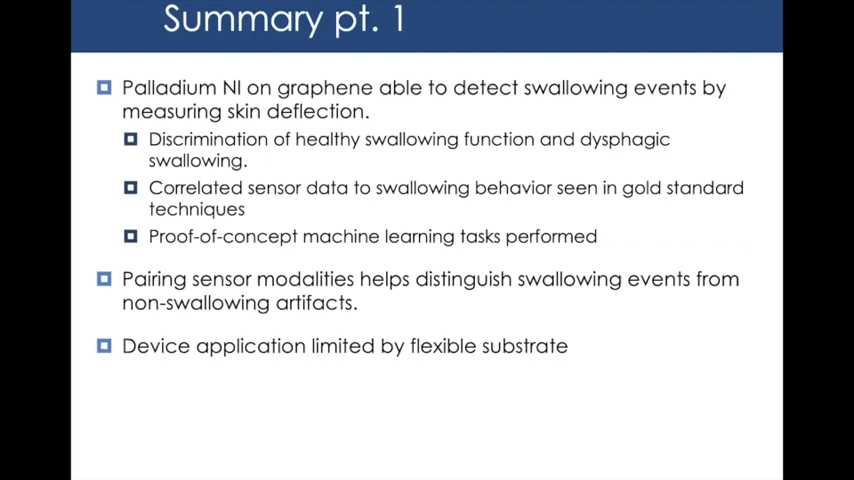 Summary pt. 1
Palladium NI on graphene able to detect swallowing events by
measuring skin deflection.
Discrimination of healthy swallowing function and dysphagic
swallowing.
Correlated sensor data to swallowing behavior seen in gold standard
techniques
Proof-of-concept machine learning tasks performed
Pairing sensor modalities helps distinguish swallowing events from
non-swallowing artifacts.
Device application limited by flexible substrate